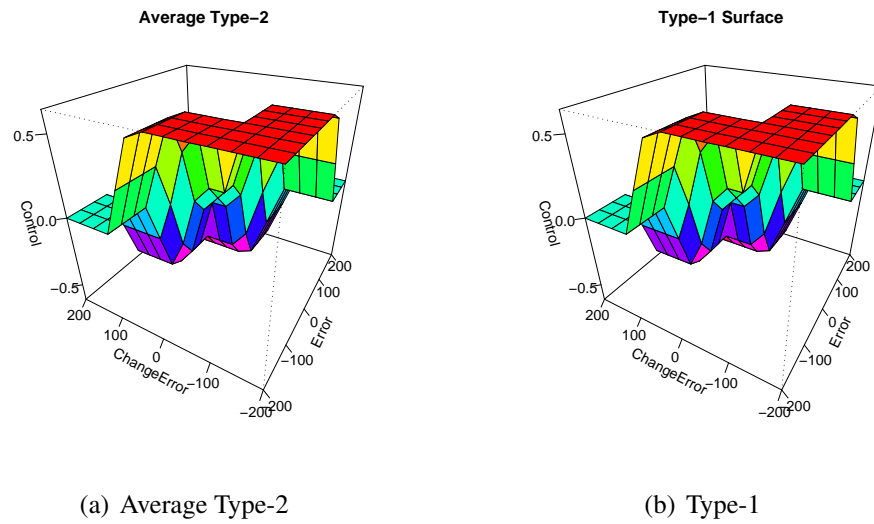 Average Type−2
Type−1 Surface
0.5
0.0
−0.5
Control
200
100
0
−100
−200
ChangeError
−200
−100
0
100
200
Error
0.5
0.0
−0.5
Control
200
100
0
−100
−200
ChangeError
−200
−100
0
100
200
Error
(a) Average Type-2
(b) Type-1